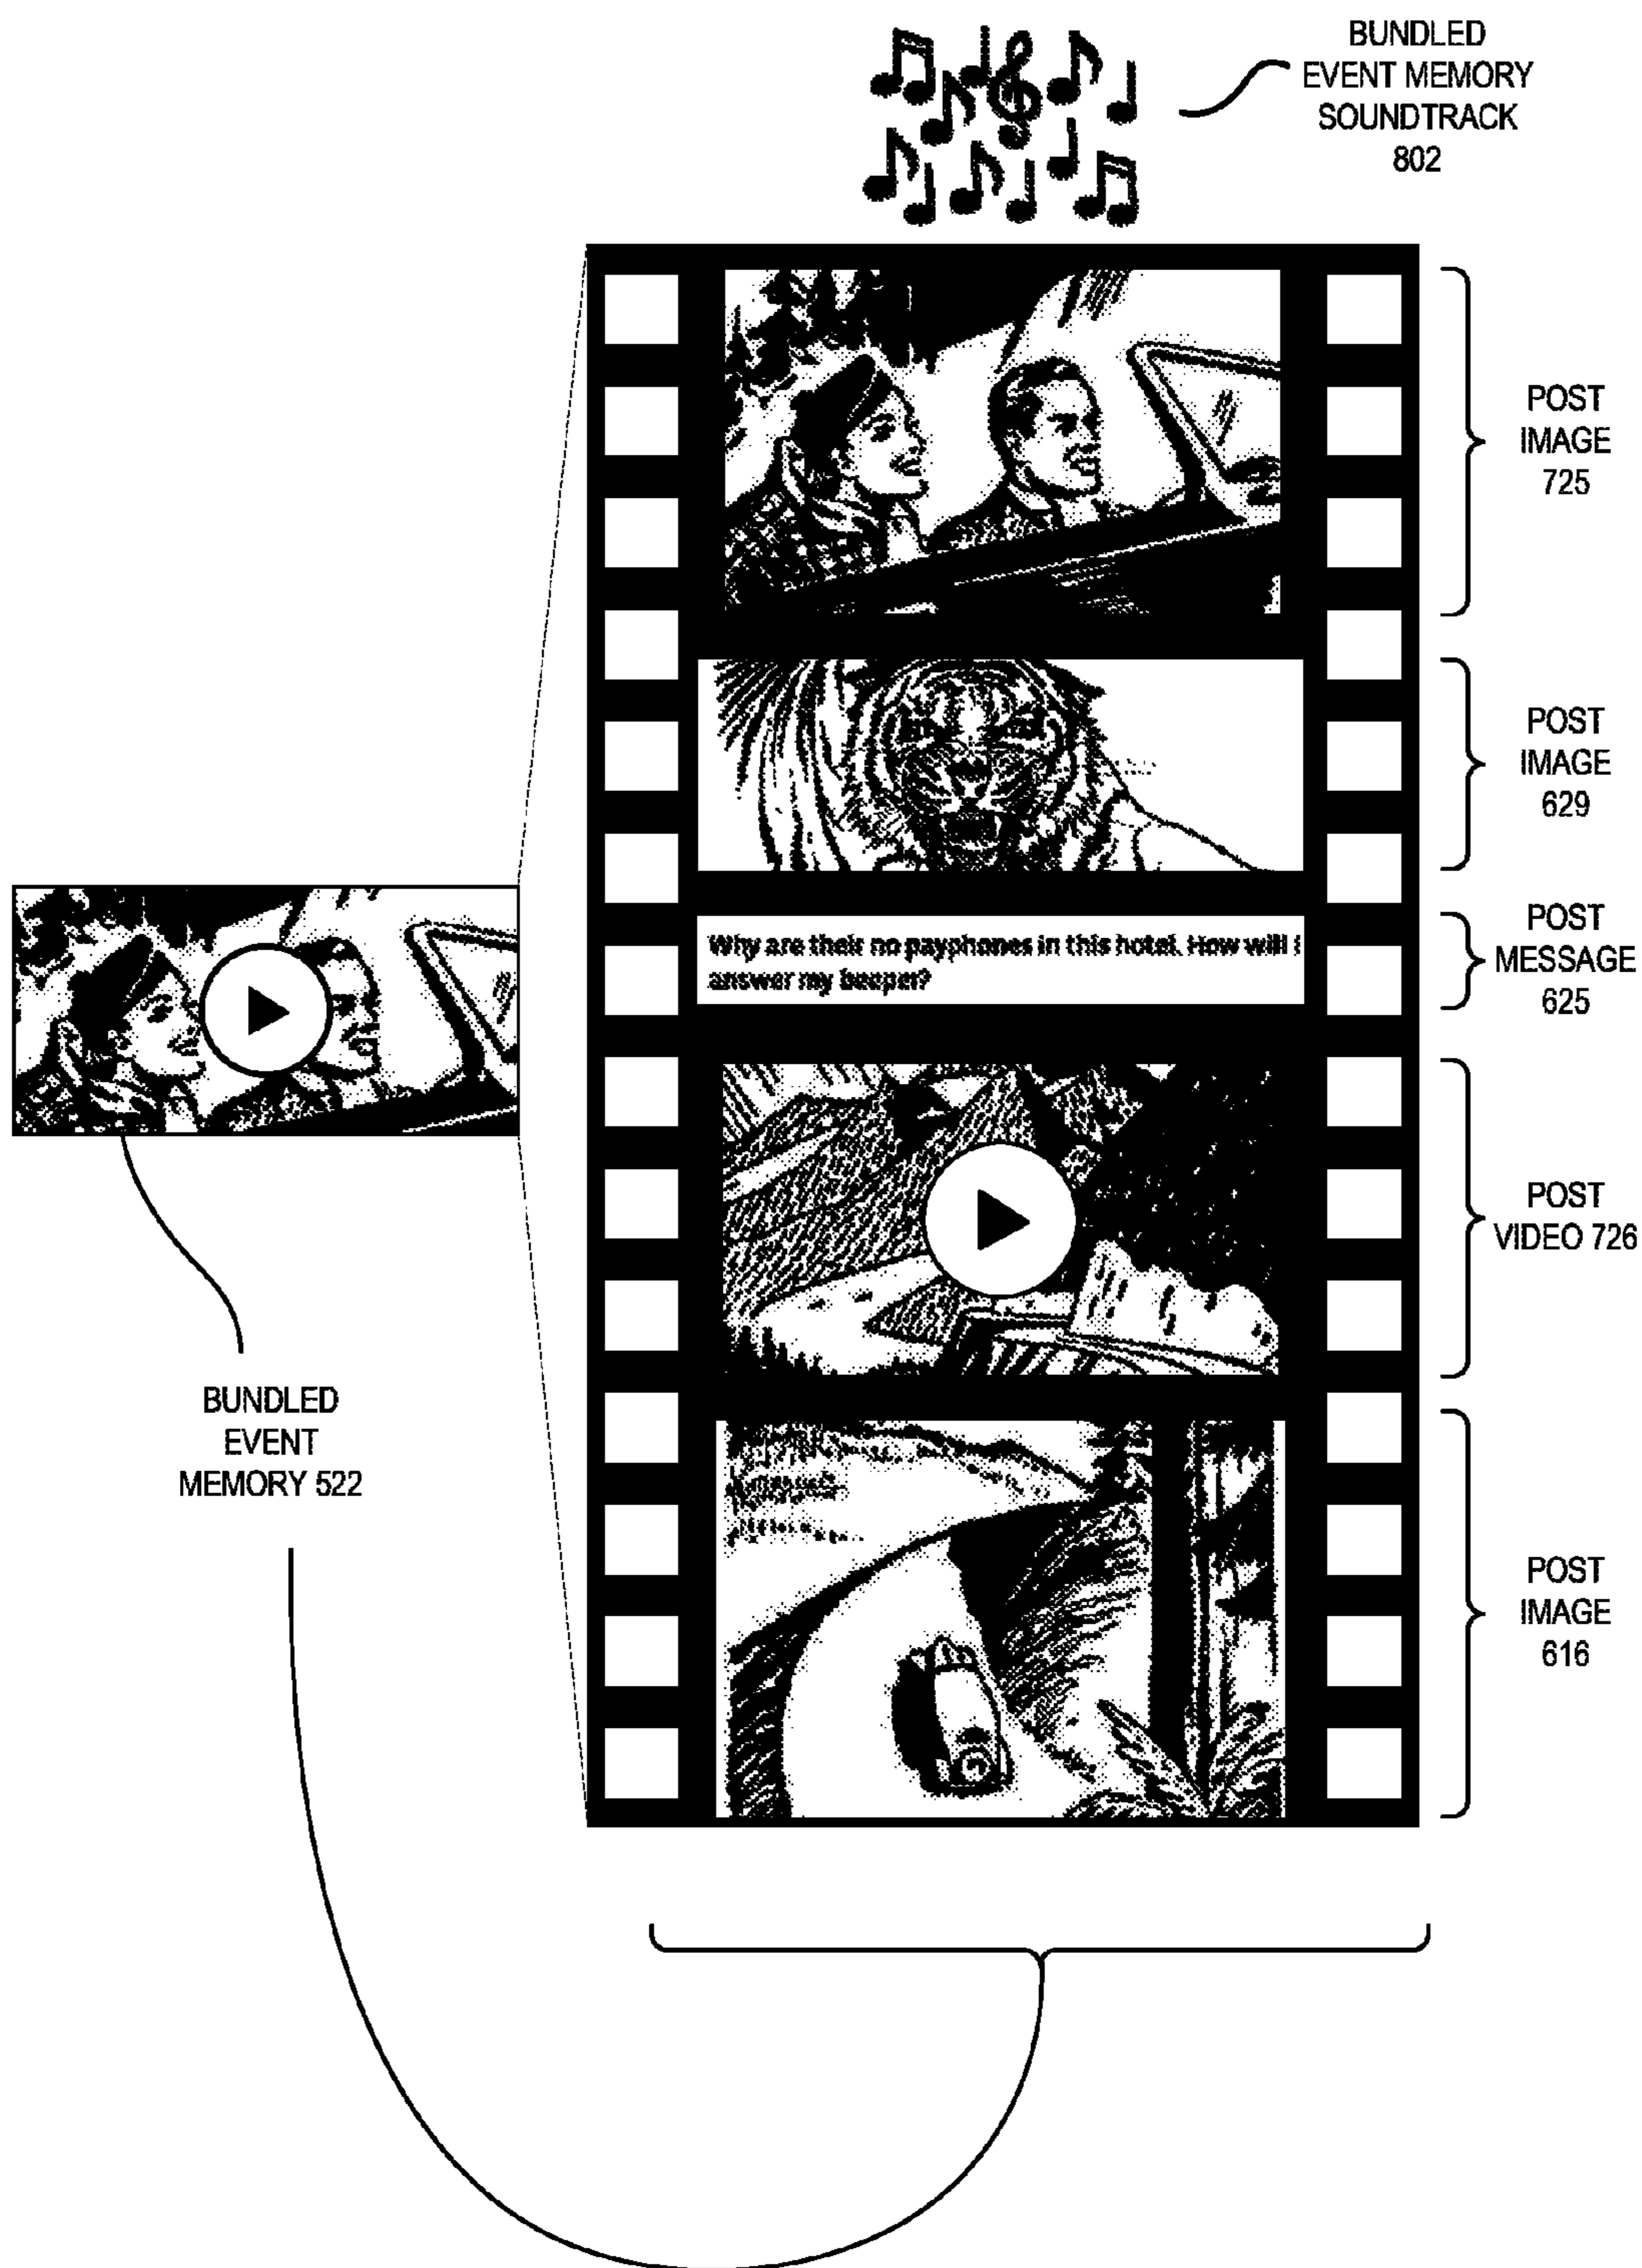 BUNDLED
EVENT MEMORY
SOUNDTRACK
802
POST
IMAGE
725
POST
IMAGE
629
Why are their no payphones in this hotel. How will I
answer my beeper?
POST
MESSAGE
625
POST
VIDEO 726
BUNDLED
EVENT
MEMORY 522
POST
IMAGE
616